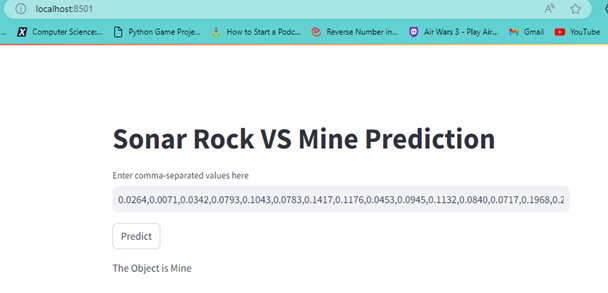 localhost:8501
Computer Science:...
Python Game Proje...
How to Start a Podc...
Reverse Number in...
Air Wars 3 - Play Air...
Gmail
YouTube
Sonar Rock VS Mine Prediction
Enter comma-separated values here
0.0264,0.0071,0.0342,0.0793,0.1043,0.0783,0.1417,0.1176,0.0453,0.0945,0.1132,0.0840,0.0717,0.1968,0.2
Predict
The Object is Mine